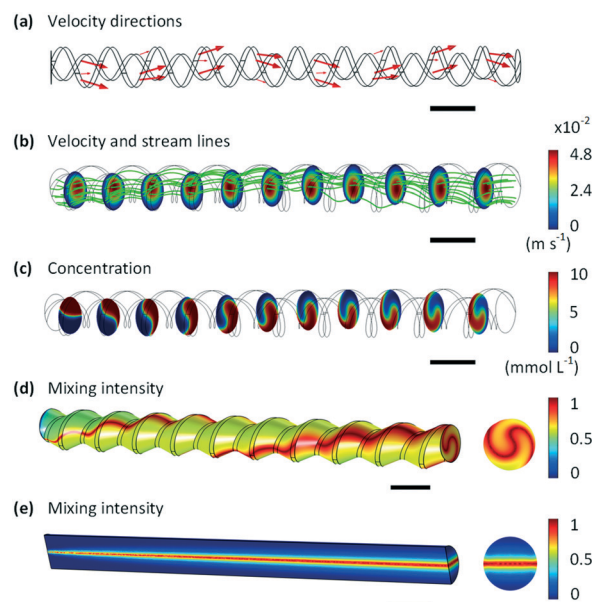 (a) Velocity directions
(b) Velocity and stream lines
x10⁻²
4.8
2.4
0
(m s⁻¹)
(c) Concentration
10
5
0
(mmol L⁻¹)
(d) Mixing intensity
1
0.5
0
(e) Mixing intensity
1
0.5
0